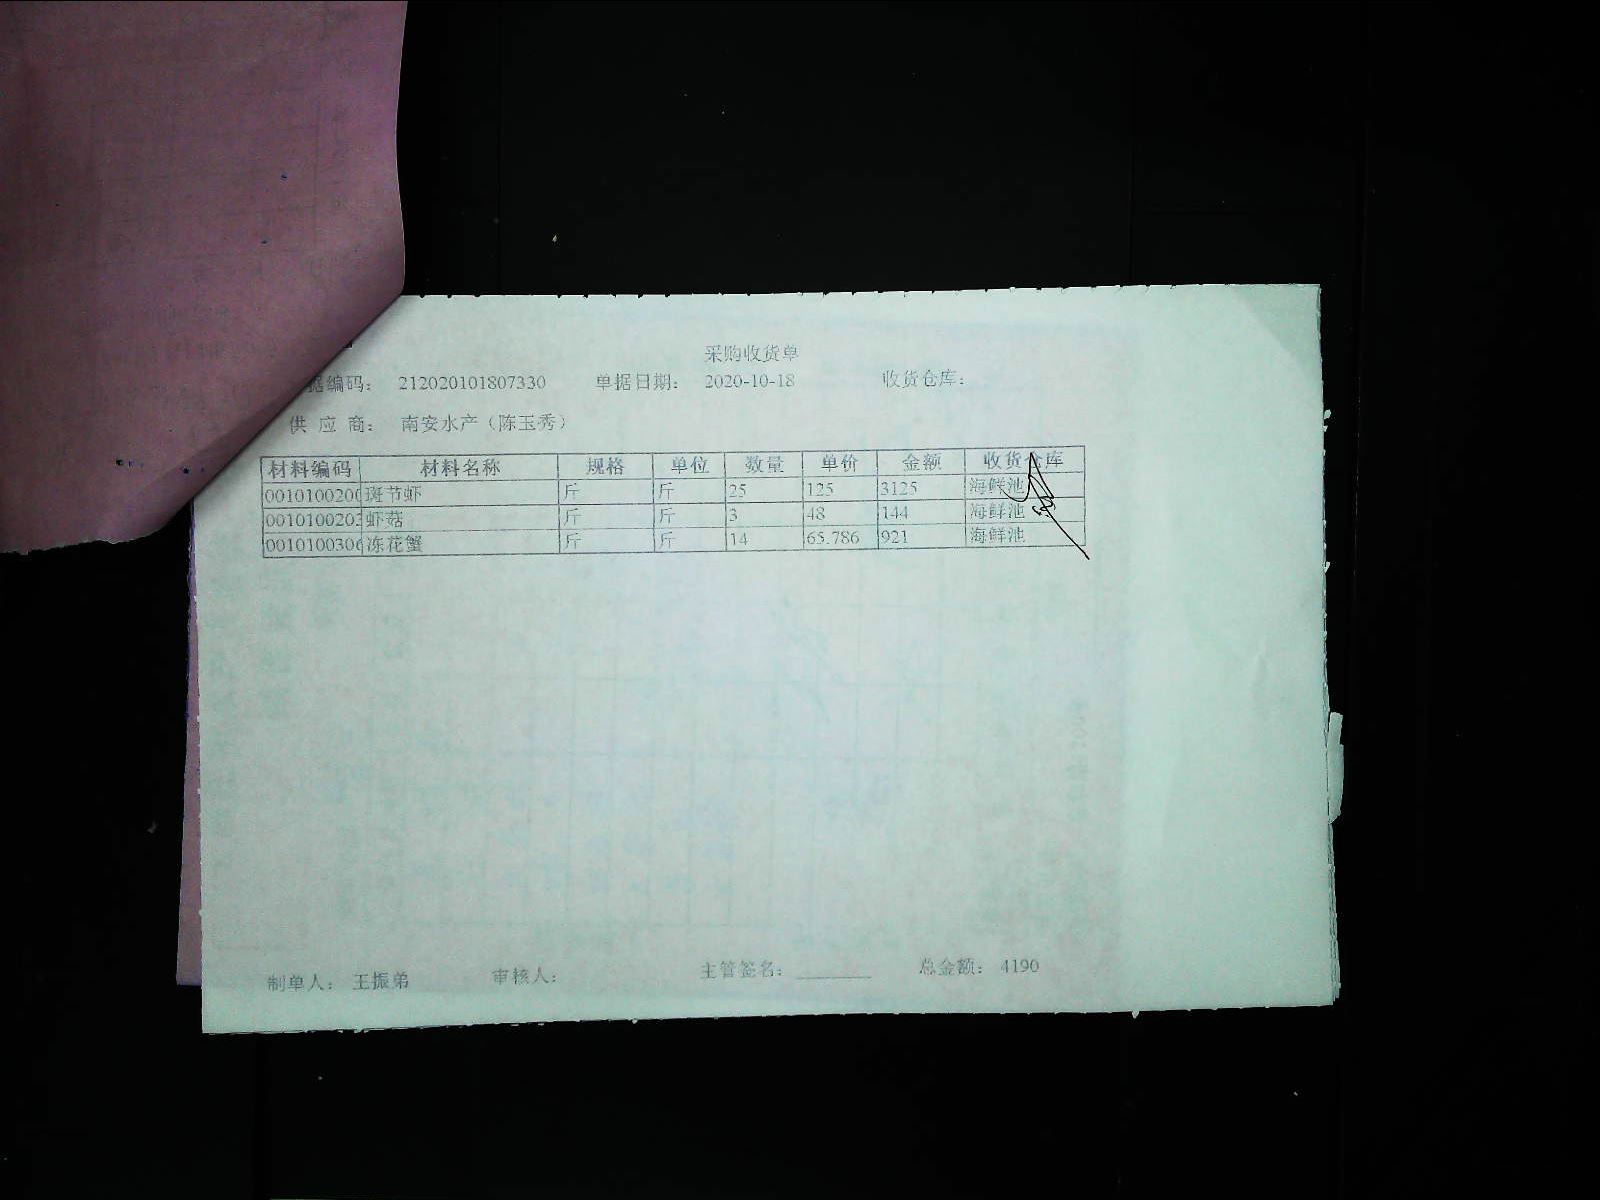 采购收货单
据编码： 212020101807330 单据日期： 2020-10-18 收货仓库：
供 应 商： 南安水产（陈玉秀）
材料编码 材料名称 规格 单位 数量 单价 金额 收货仓库
001010020 斑节虾 斤 斤 25 125 3125 海鲜池
001010020 虾菇 斤 斤 3 48 144 海鲜池
001010030 冻花蟹 斤 斤 14 65.786 921 海鲜池
制单人： 王振弟 审核人： 主管签名： 总金额： 4190